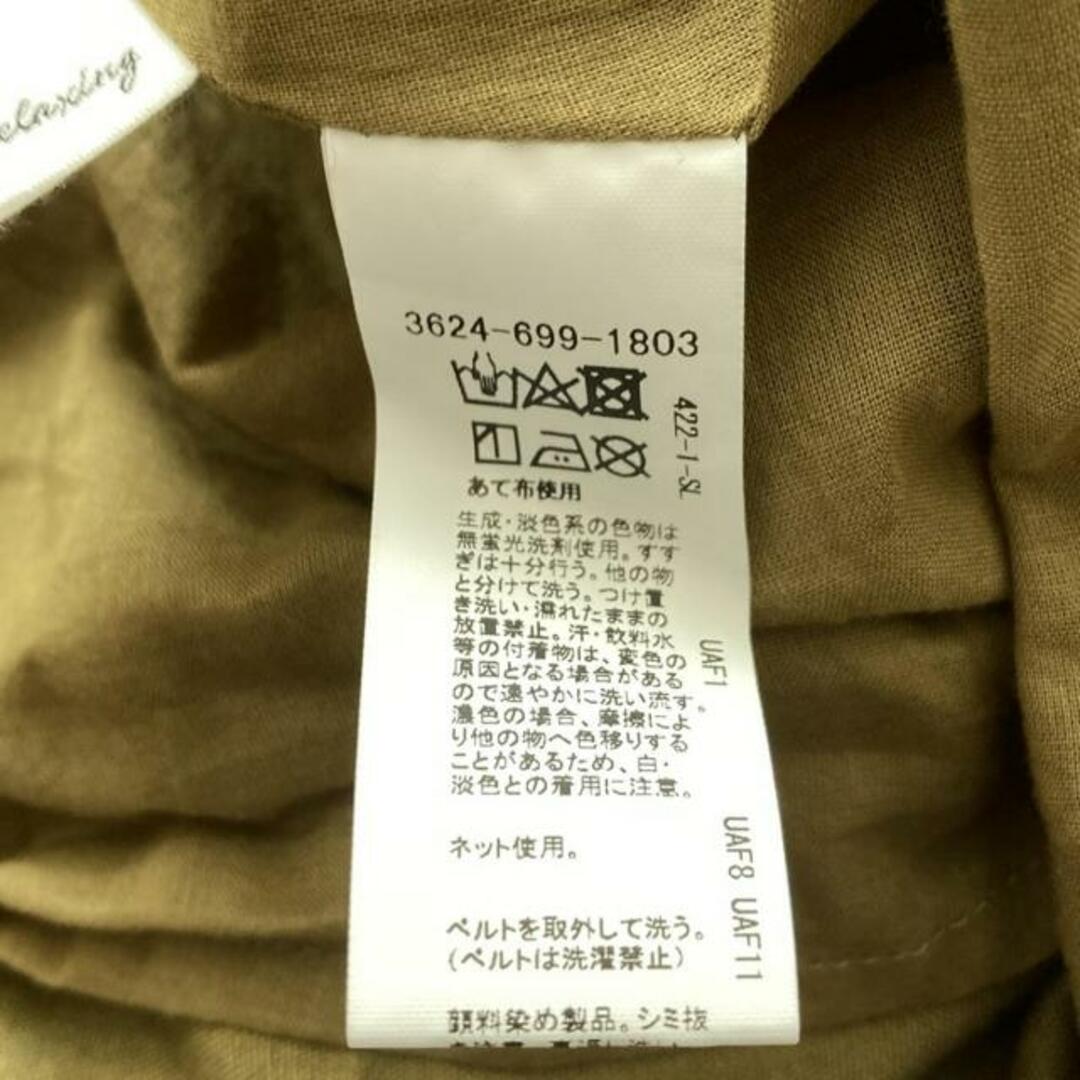 elaxing
3624-699-1803
422-1-SL
あて布使用
生成・淡色系の色物は
無蛍光洗剤使用。すす
ぎは十分行う。他の物
と分けて洗う。つけ置
き洗い・濡れたままの
放置禁止。汗・飲料水
等の付着物は、変色の
原因となる場合がある
ので速やかに洗い流す。
濃色の場合、摩擦によ
り他の物へ色移りする
ことがあるため、白・
淡色との着用に注意。
UAF1
ネット使用。
UAF8 UAF11
ベルトを取外して洗う。
(ベルトは洗濯禁止)
顔料染め製品。シミ抜